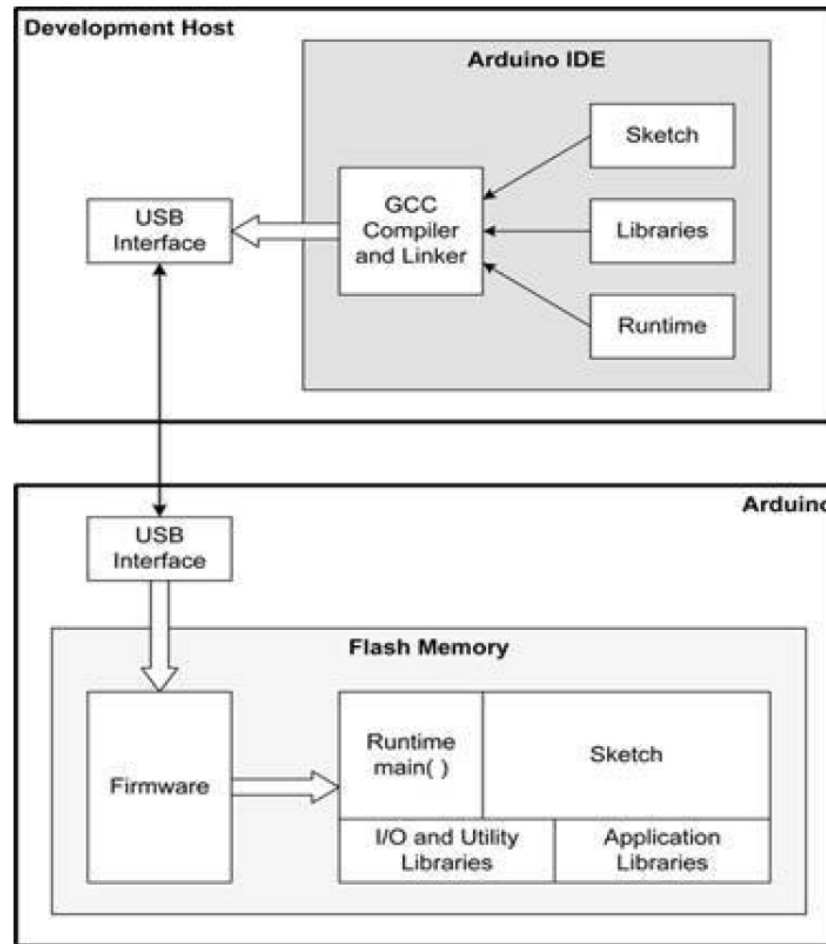 Development Host
Arduino IDE
Sketch
GCC
Compiler
and Linker
USB
Interface
Libraries
Runtime
Arduino
USB
Interface
Flash Memory
Firmware
Runtime
main( )
Sketch
I/O and Utility
Libraries
Application
Libraries